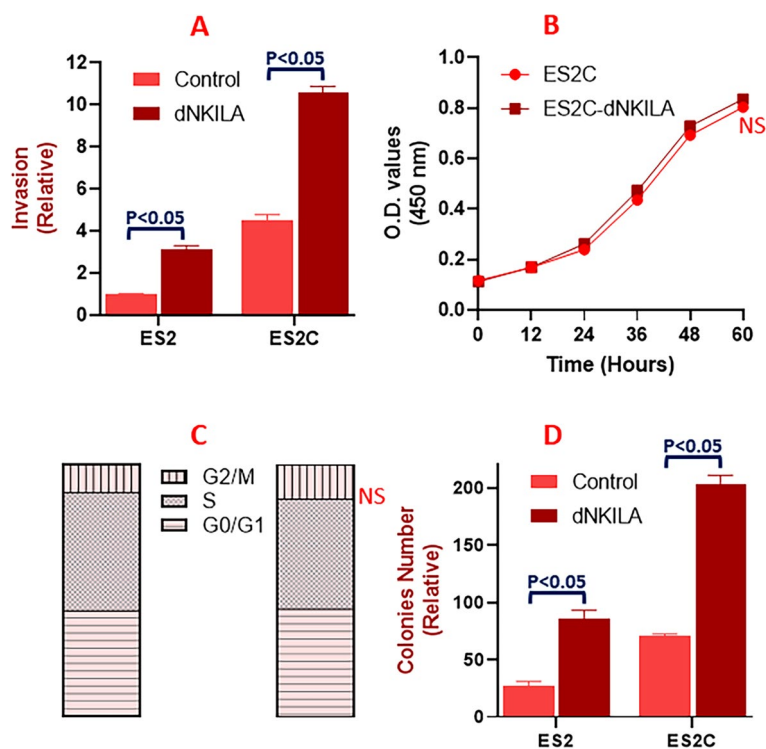 A
P<0.05
Control
dNKILA
P<0.05
Invasion
(Relative)
12
10
8
6
4
2
0
ES2
ES2C
B
ES2C
ES2C-dNKILA
NS
O.D. values
(450 nm)
1.0
0.8
0.6
0.4
0.2
0.0
0 12 24 36 48 60
Time (Hours)
C
G2/M
S
G0/G1
NS
D
P<0.05
Control
dNKILA
P<0.05
Colonies Number
(Relative)
200
150
100
50
0
ES2
ES2C